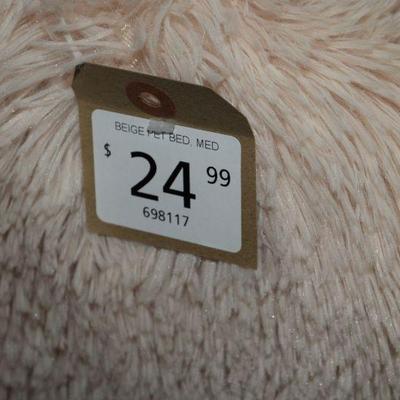 BEIGE PET BED, MED
$ 24 99
698117